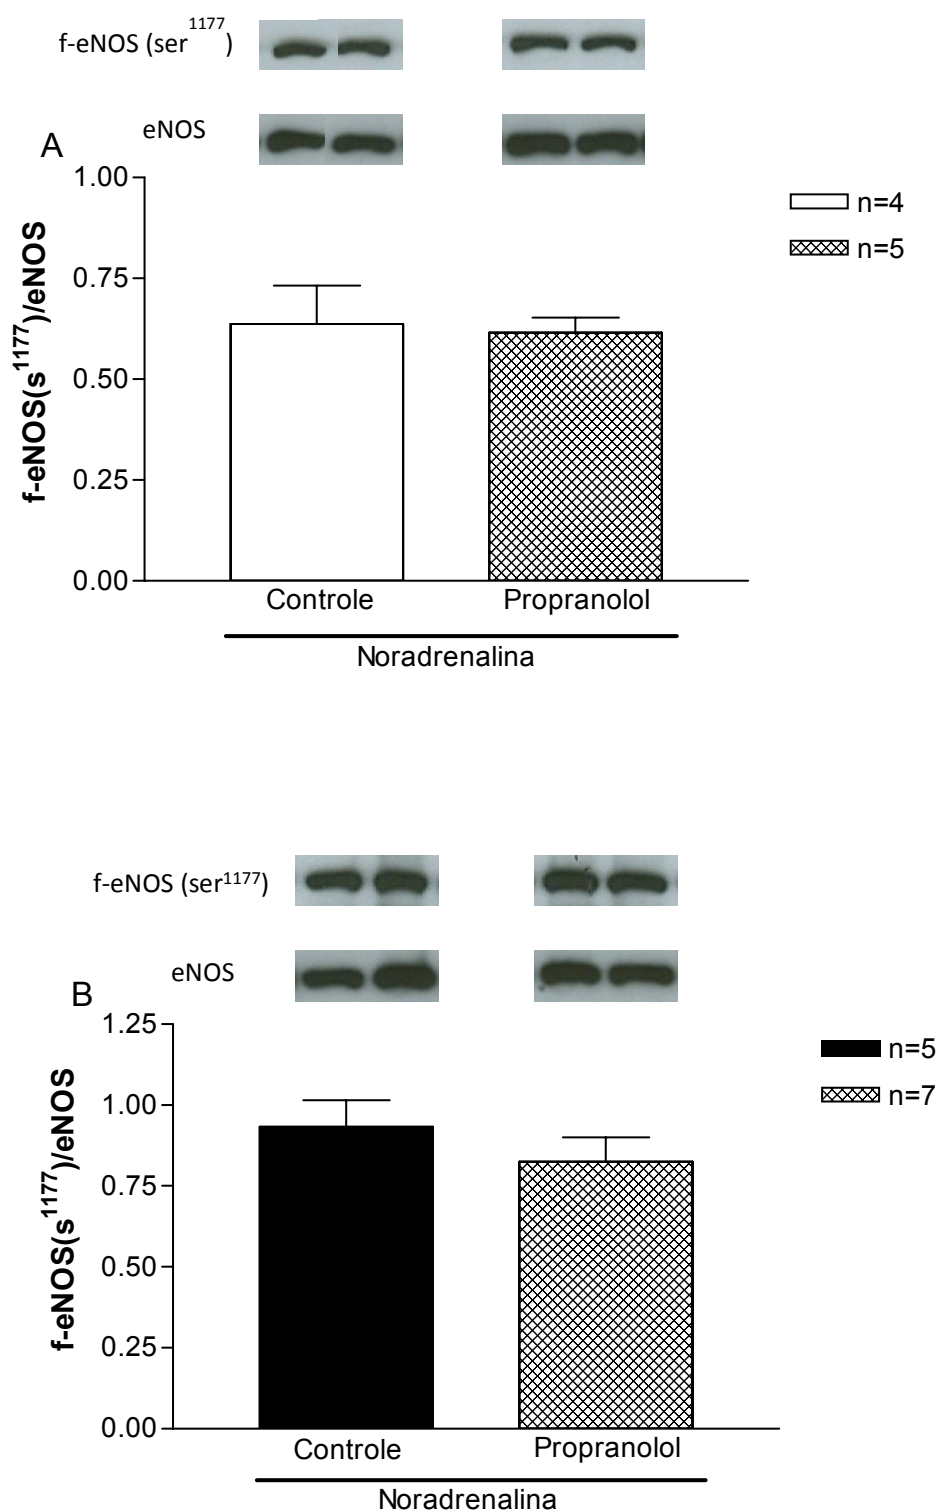 f-eNOS (ser1177)
eNOS
A
1.00
0.75
0.50
0.25
0.00
f-eNOS(s1177)/eNOS
n=4
n=5
Controle
Propranolol
Noradrenalina
f-eNOS (ser1177)
eNOS
B
1.25
1.00
0.75
0.50
0.25
0.00
f-eNOS(s1177)/eNOS
n=5
n=7
Controle
Propranolol
Noradrenalina